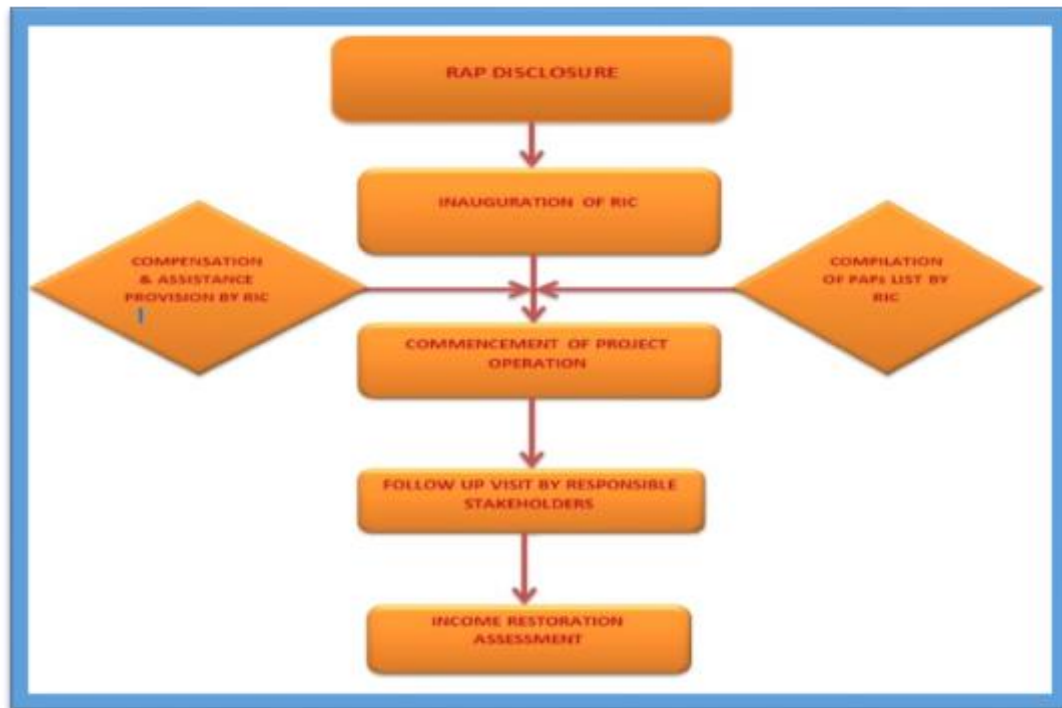 RAP DISCLOSURE
INAUGURATION OF RIC
COMPENSATION
& ASSISTANCE
PROVISION BY RIC
COMPILATION
OF PAPs LIST BY
RIC
COMMENCEMENT OF PROJECT
OPERATION
FOLLOW UP VISIT BY RESPONSIBLE
STAKEHOLDERS
INCOME RESTORATION
ASSESSMENT